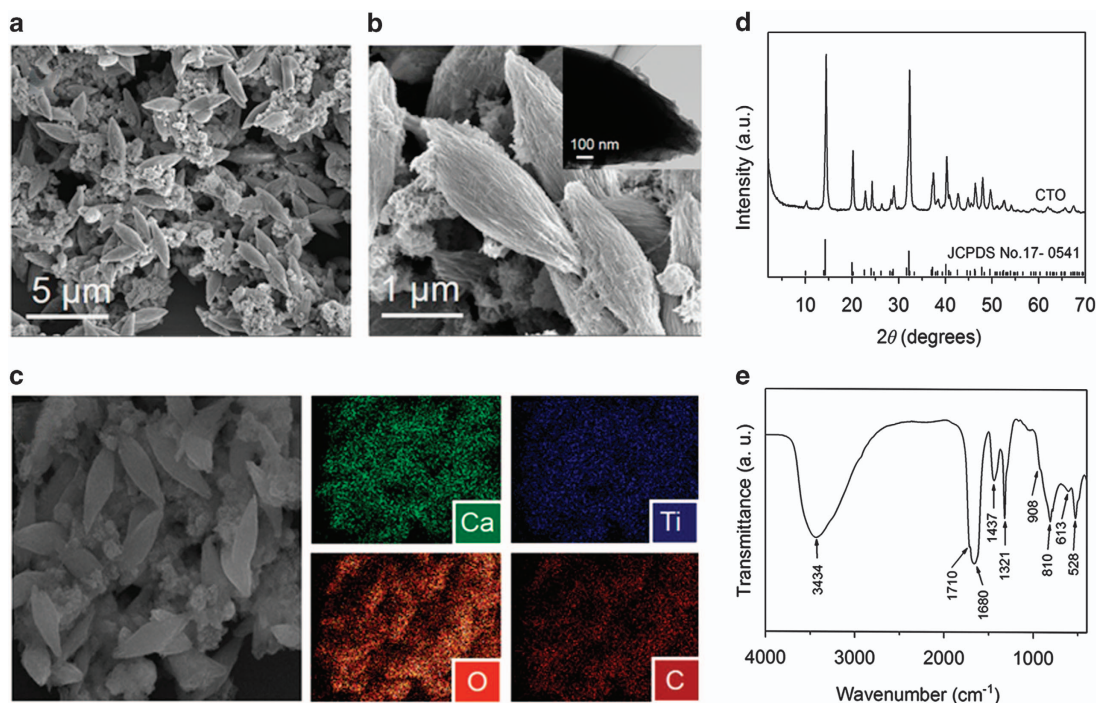 a
5 μm
b
100 nm
1 μm
c
Ca
Ti
O
C
d
Intensity (a.u.)
CTO
JCPDS No.17- 0541
10 20 30 40 50 60 70
2θ (degrees)
e
Transmittance (a. u.)
3434
1710
1680
1437
1321
908
810
613
528
4000 3000 2000 1000
Wavenumber (cm⁻¹)